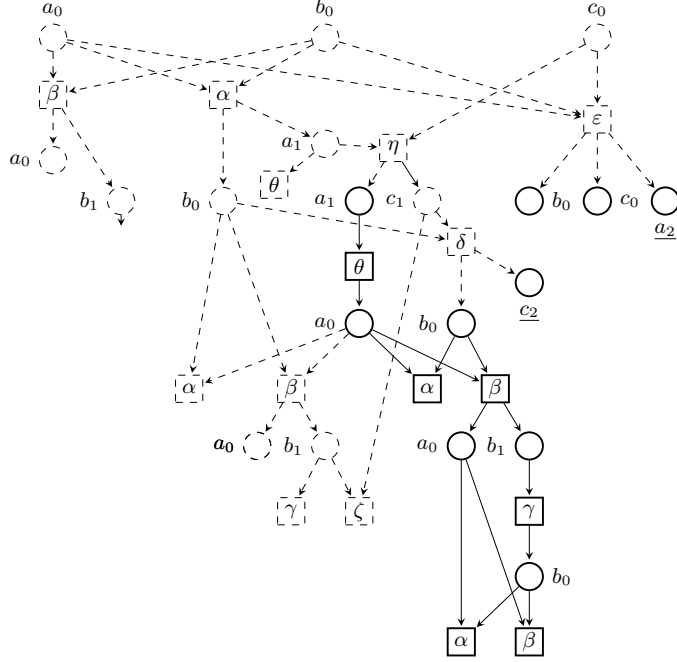 a₀ b₀ c₀
β α
ε
a₁ η
a₀
θ
b₁ b₀ a₁ c₁ b₀ c₀
a₂
δ
θ
c₂
a₀ b₀
α β α β
a₀ b₁ a₀ b₁
γ ζ γ
b₀
α β